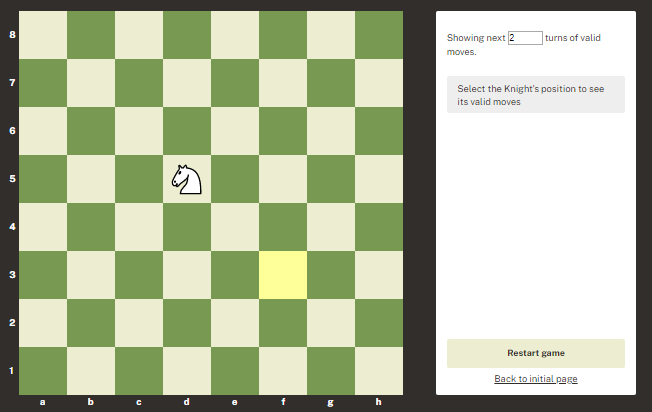 8
7
6
5
4
3
2
1
a b c d e f g h
Showing next 2 turns of valid
moves.
Select the Knight's position to see
its valid moves
Restart game
Back to initial page